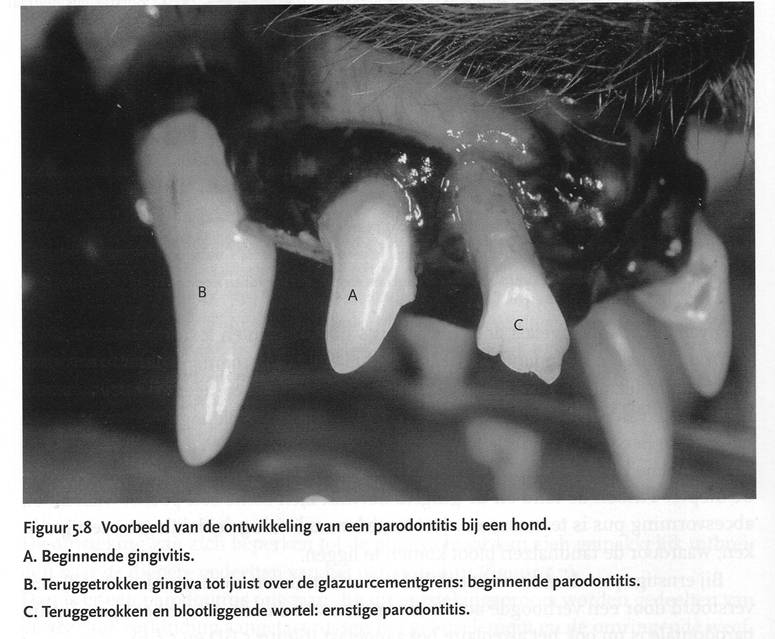 B
A
C
Figuur 5.8 Voorbeeld van de ontwikkeling van een parodontitis bij een hond.
A. Beginnende gingivitis.
B. Teruggetrokken gingiva tot juist over de glazuurcementgrens: beginnende parodontitis.
C. Teruggetrokken en blootliggende wortel: ernstige parodontitis.